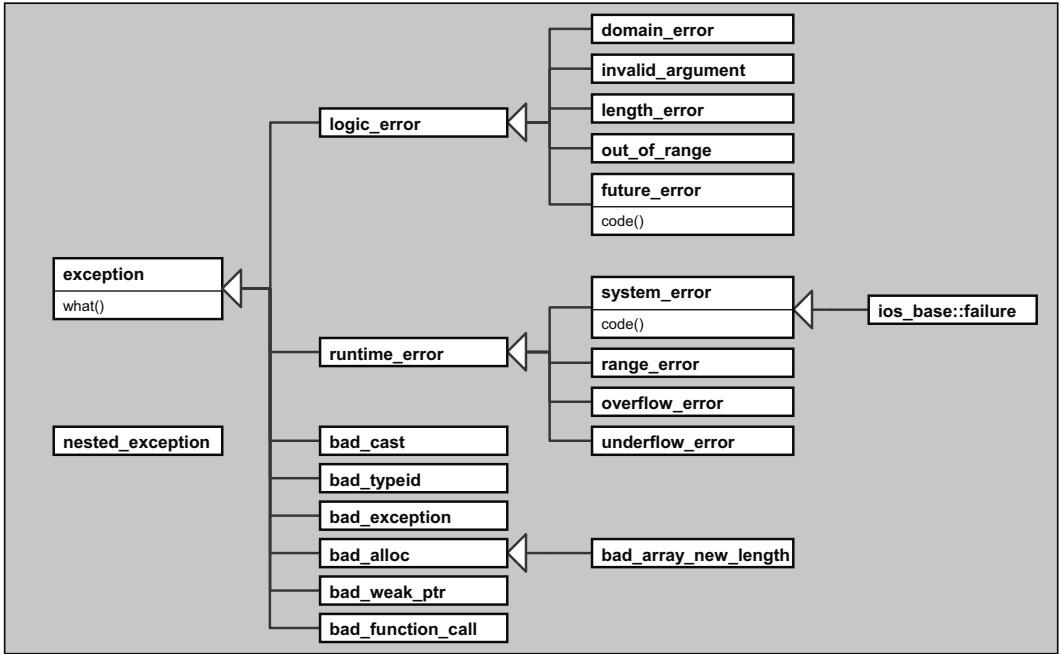 exception
what()
nested_exception
logic_error
runtime_error
bad_cast
bad_typeid
bad_exception
bad_alloc
bad_weak_ptr
bad_function_call
domain_error
invalid_argument
length_error
out_of_range
future_error
code()
system_error
code()
range_error
overflow_error
underflow_error
bad_array_new_length
ios_base::failure